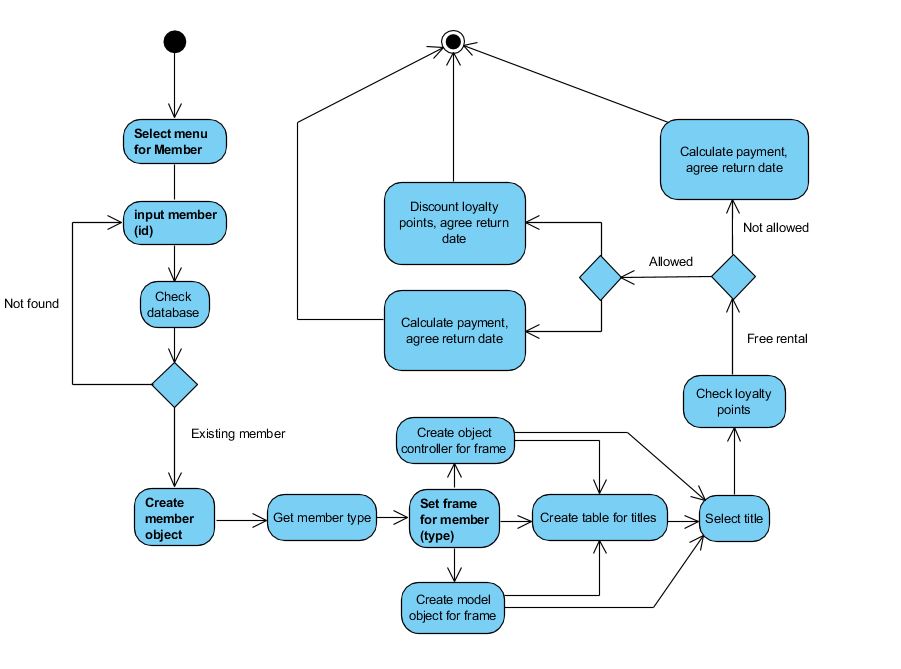 Select menu
for Member
input member
(id)
Not found
Check
database
Existing member
Create
member
object
Get member type
Set frame
for member
(type)
Create object
controller for frame
Create model
object for frame
Create table for titles
Select title
Check loyalty
points
Free rental
Allowed
Not allowed
Calculate payment,
agree return date
Discount loyalty
points, agree return
date
Calculate payment,
agree return date